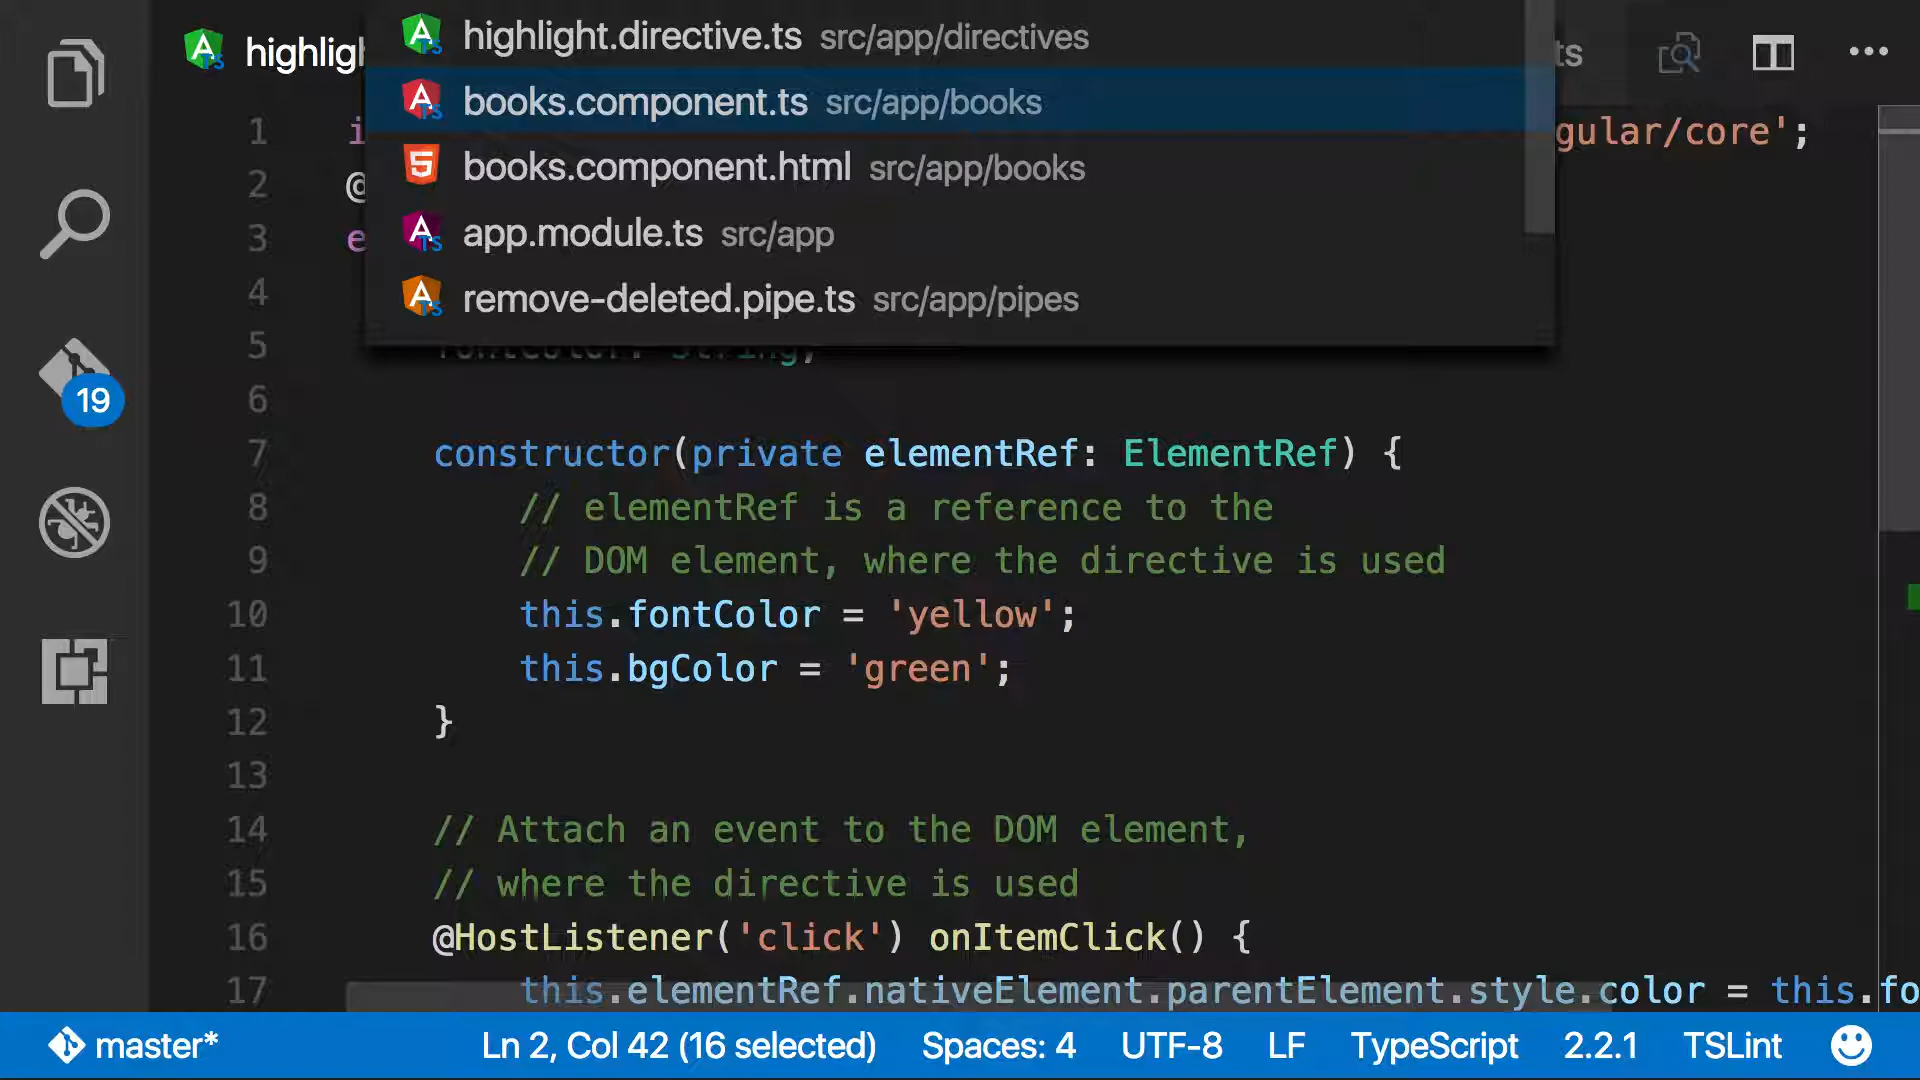 highligh
ts
highlight.directive.ts src/app/directives
books.component.ts src/app/books
books.component.html src/app/books
app.module.ts src/app
remove-deleted.pipe.ts src/app/pipes
1 i gular/core';
2 @
3 e
4
5 fontColor: String;
6
7 constructor(private elementRef: ElementRef) {
8 // elementRef is a reference to the
9 // DOM element, where the directive is used
10 this.fontColor = 'yellow';
11 this.bgColor = 'green';
12 }
13
14 // Attach an event to the DOM element,
15 // where the directive is used
16 @HostListener('click') onItemClick() {
17 this.elementRef.nativeElement.parentElement.style.color = this.fo
19
master* Ln 2, Col 42 (16 selected) Spaces: 4 UTF-8 LF TypeScript 2.2.1 TSLint